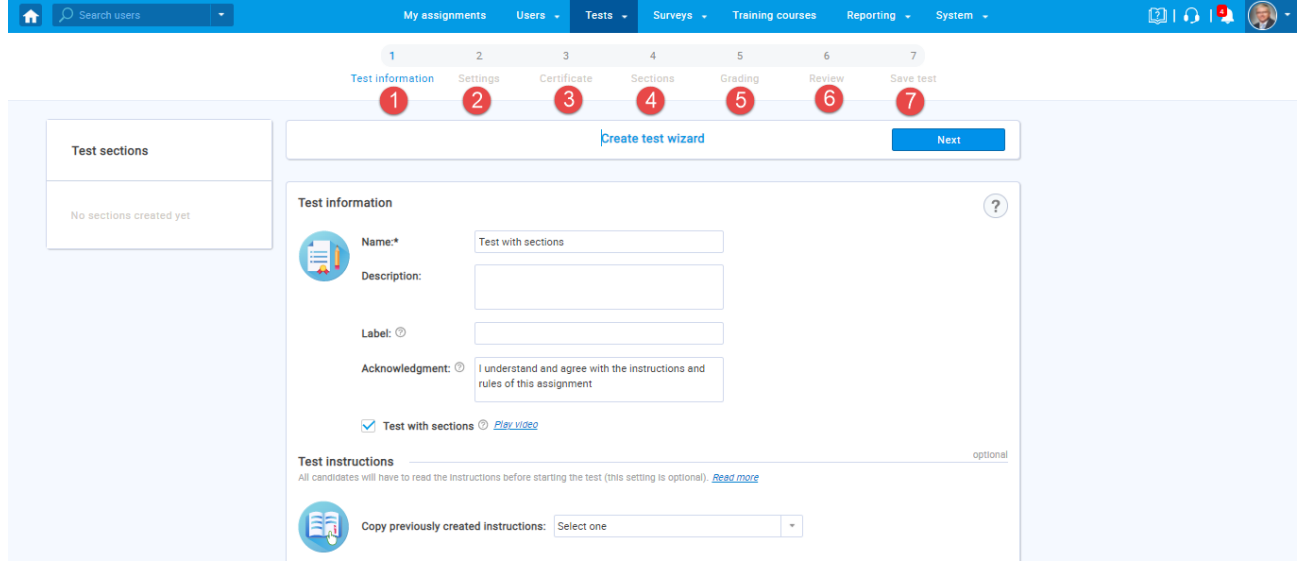 Search users
My assignments Users Tests Surveys Training courses Reporting System
4
1 2 3 4 5 6 7
Test information Settings Certificate Sections Grading Review Save test
1 2 3 4 5 6 7
Test sections
No sections created yet
Create test wizard
Next
Test information
?
Name:* Test with sections
Description:
Label: ?
Acknowledgment: ? I understand and agree with the instructions and
rules of this assignment
Test with sections ? Play video
Test instructions optional
All candidates will have to read the instructions before starting the test (this setting is optional). Read more
Copy previously created instructions: Select one